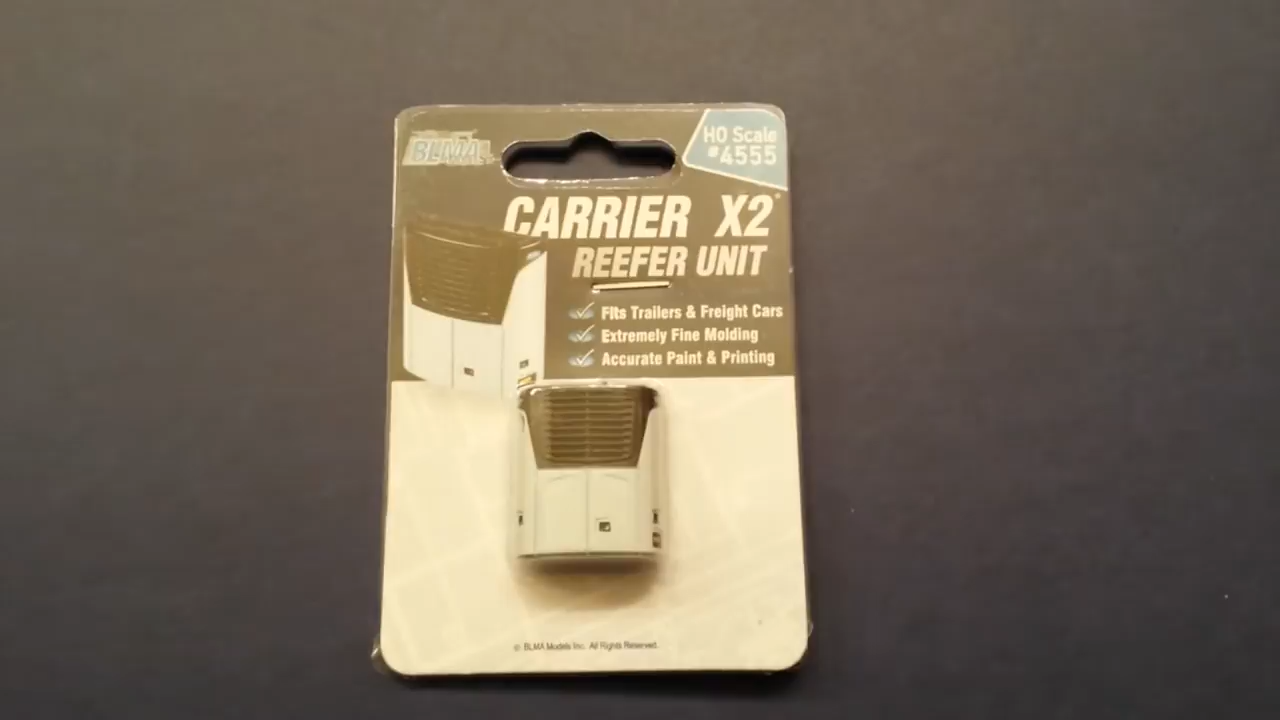 BLMA
HO Scale
#4555
CARRIER X2
REEFER UNIT
Fits Trailers & Freight Cars
Extremely Fine Molding
Accurate Paint & Printing
© BLMA Models Inc. All Rights Reserved.